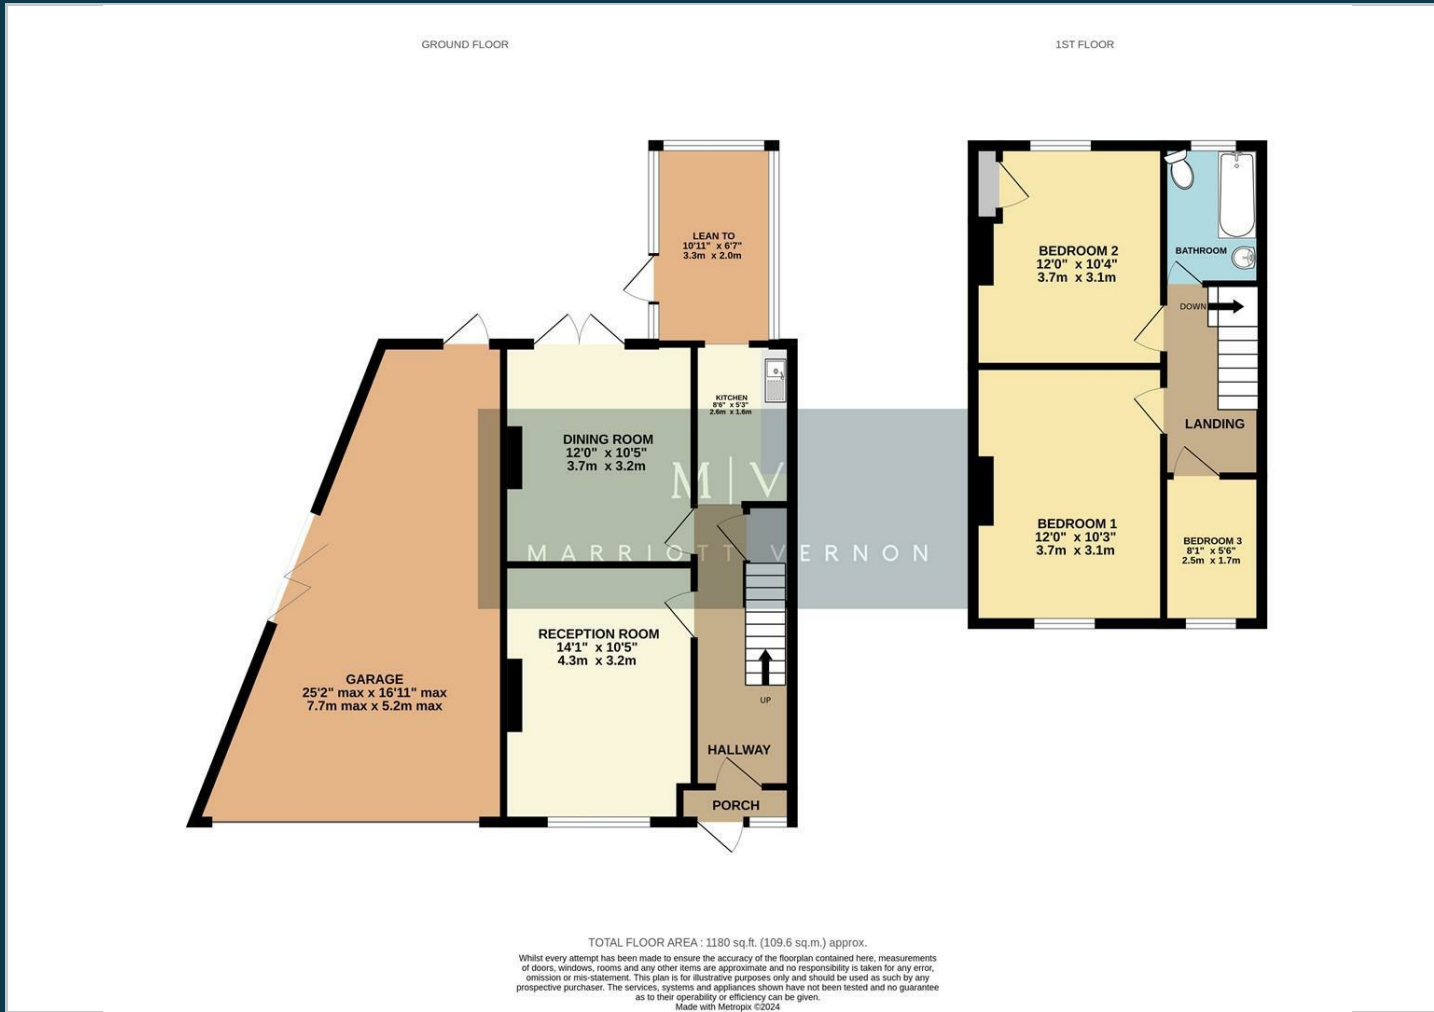 GROUND FLOOR
1ST FLOOR
LEAN TO
10'11" x 6'7"
3.3m x 2.0m
KITCHEN
8'6" x 5'3"
2.6m x 1.6m
DINING ROOM
12'0" x 10'5"
3.7m x 3.2m
M|V
MARRIOTT VERNON
RECEPTION ROOM
14'1" x 10'5"
4.3m x 3.2m
GARAGE
25'2" max x 16'11" max
7.7m max x 5.2m max
UP
HALLWAY
PORCH
BEDROOM 2
12'0" x 10'4"
3.7m x 3.1m
BATHROOM
DOWN
LANDING
BEDROOM 1
12'0" x 10'3"
3.7m x 3.1m
BEDROOM 3
8'1" x 5'6"
2.5m x 1.7m
TOTAL FLOOR AREA : 1180 sq.ft. (109.6 sq.m.) approx.
Whilst every attempt has been made to ensure the accuracy of the floorplan contained here, measurements
of doors, windows, rooms and any other items are approximate and no responsibility is taken for any error,
omission or mis-statement. This plan is for illustrative purposes only and should be used as such by any
prospective purchaser. The services, systems and appliances shown have not been tested and no guarantee
as to their operability or efficiency can be given.
Made with Metropix ©2024